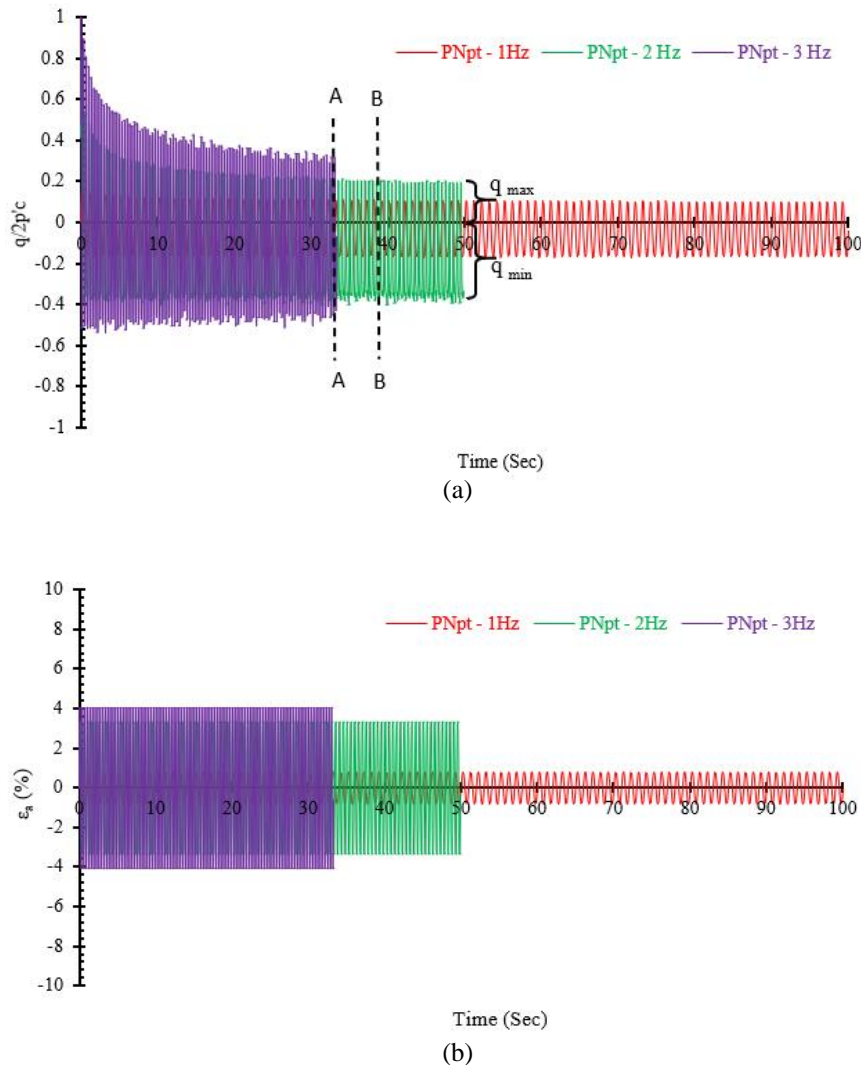 1
PNpt - 1Hz PNpt - 2 Hz PNpt - 3 Hz
0.8
0.6
A B
0.4
0.2
q max
q/2p'c
0
0 10 20 30 40 50 60 70 80 90 100
-0.2
q min
-0.4
-0.6
A B
-0.8
-1
Time (Sec)
(a)
10
8
PNpt - 1Hz PNpt - 2Hz PNpt - 3Hz
6
4
2
εa (%)
0
0 10 20 30 40 50 60 70 80 90 100
-2
-4
-6
-8
-10
Time (Sec)
(b)